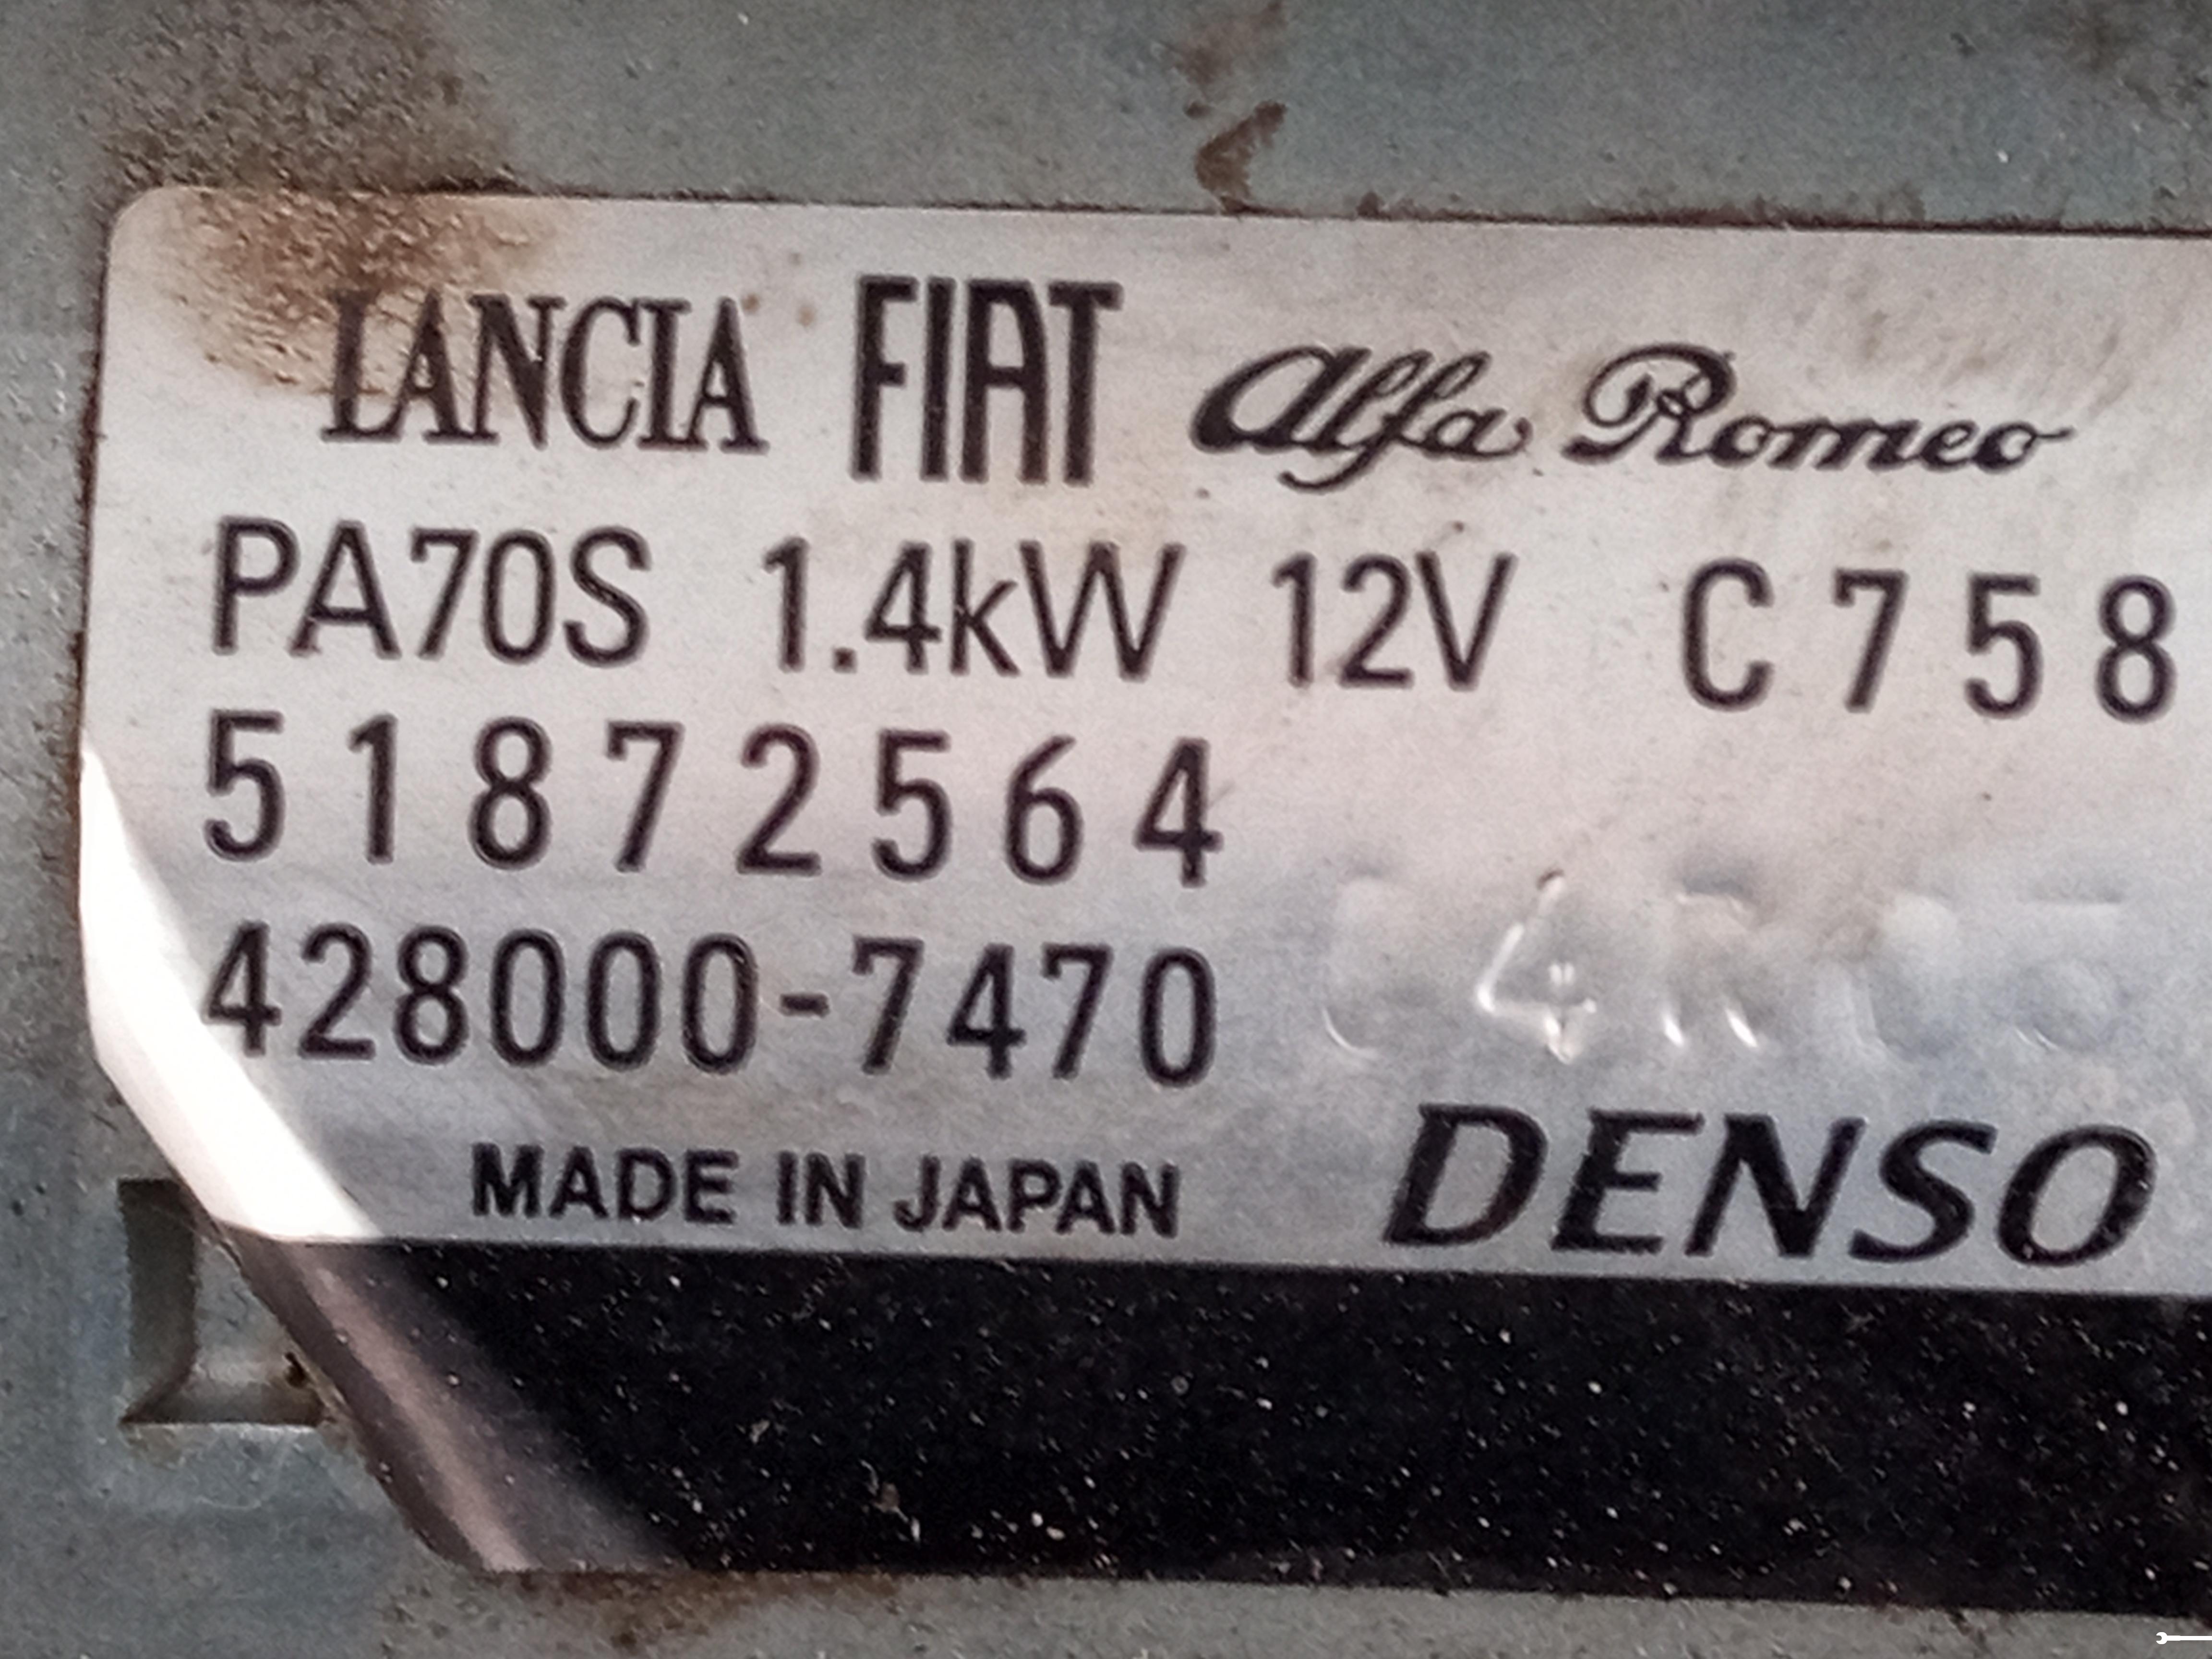 LANCIA FIAT Alfa Romeo
PA70S 1.4kW 12V C758
51872564
428000-7470
MADE IN JAPAN DENSO